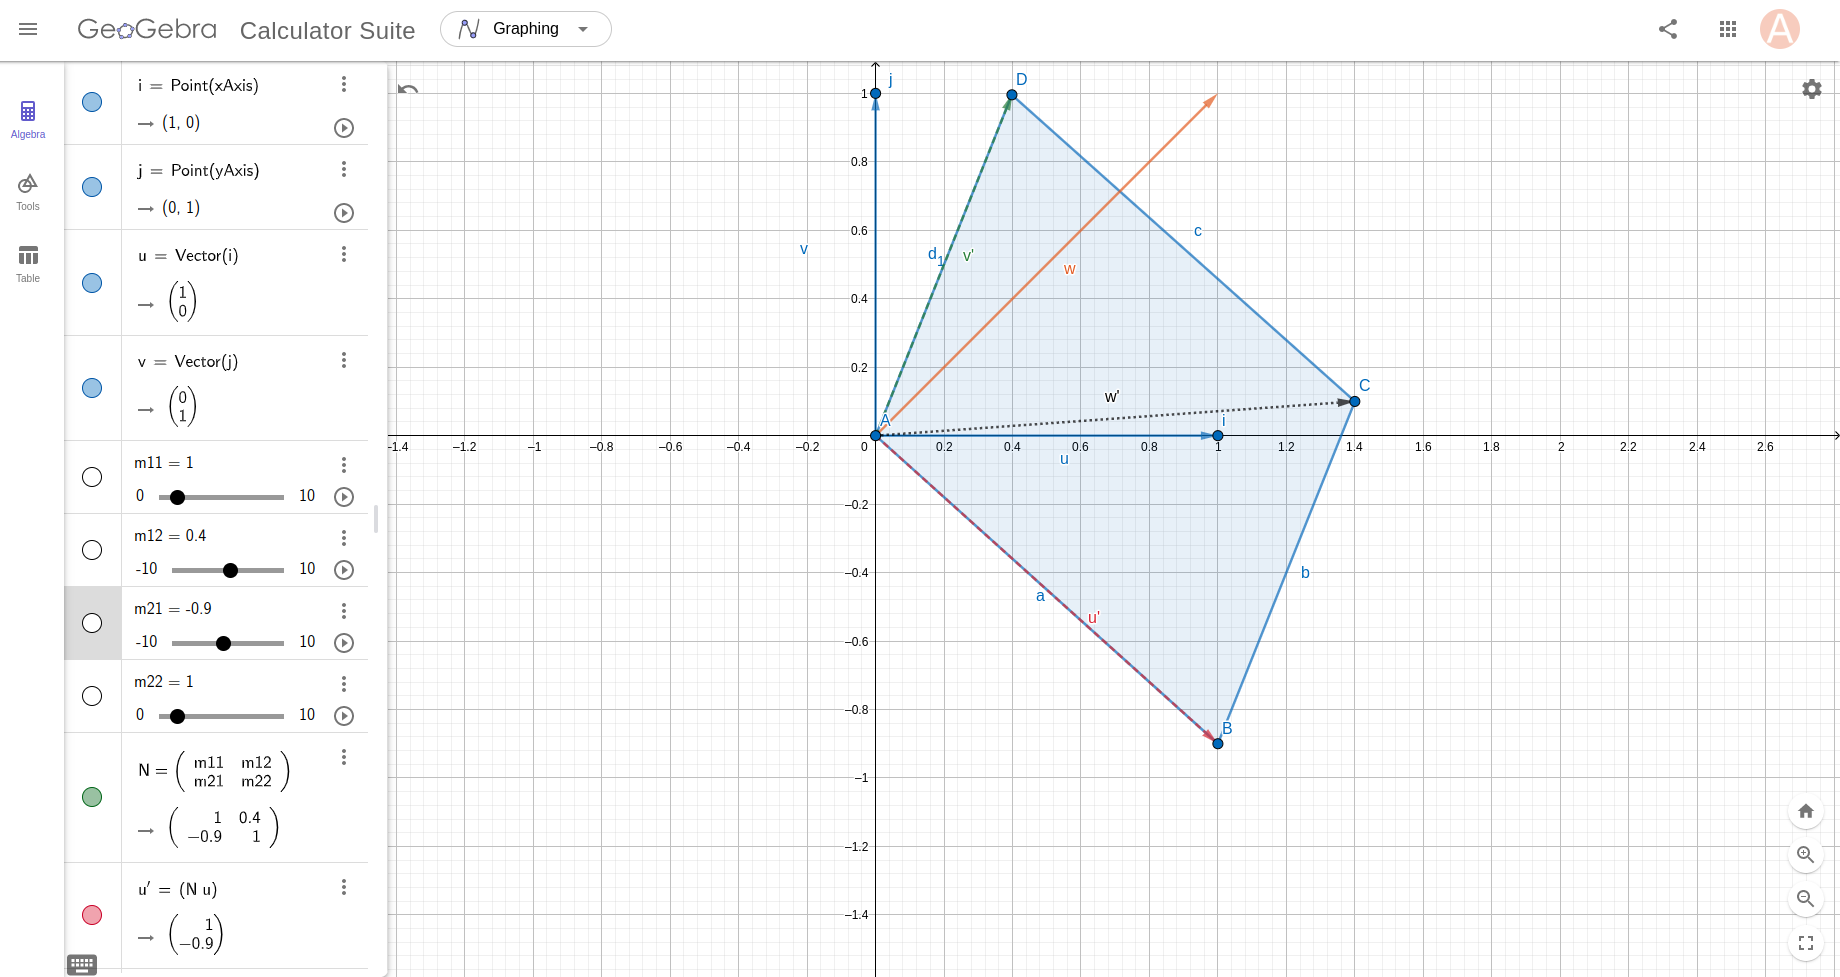 GeoGebra Calculator Suite Graphing A
Algebra
Tools
Table
i = Point(xAxis)
→ (1, 0)
j = Point(yAxis)
→ (0, 1)
u = Vector(i)
→ (1
0)
v = Vector(j)
→ (0
1)
m11 = 1
0 10
m12 = 0.4
-10 10
m21 = -0.9
-10 10
m22 = 1
0 10
N = (m11 m12
m21 m22)
→ (1 0.4
−0.9 1)
u′ = (N u)
→ (1
−0.9)
j
D
1
0.8
0.6
c
v
d1
v'
w
0.4
0.2
C
w'
A
i
−1.4 −1.2 −1 −0.8 −0.6 −0.4 −0.2 0 0.2 0.4 0.6 0.8 1 1.2 1.4 1.6 1.8 2 2.2 2.4 2.6
u
−0.2
−0.4
b
a
u'
−0.6
−0.8
B
−1
−1.2
−1.4